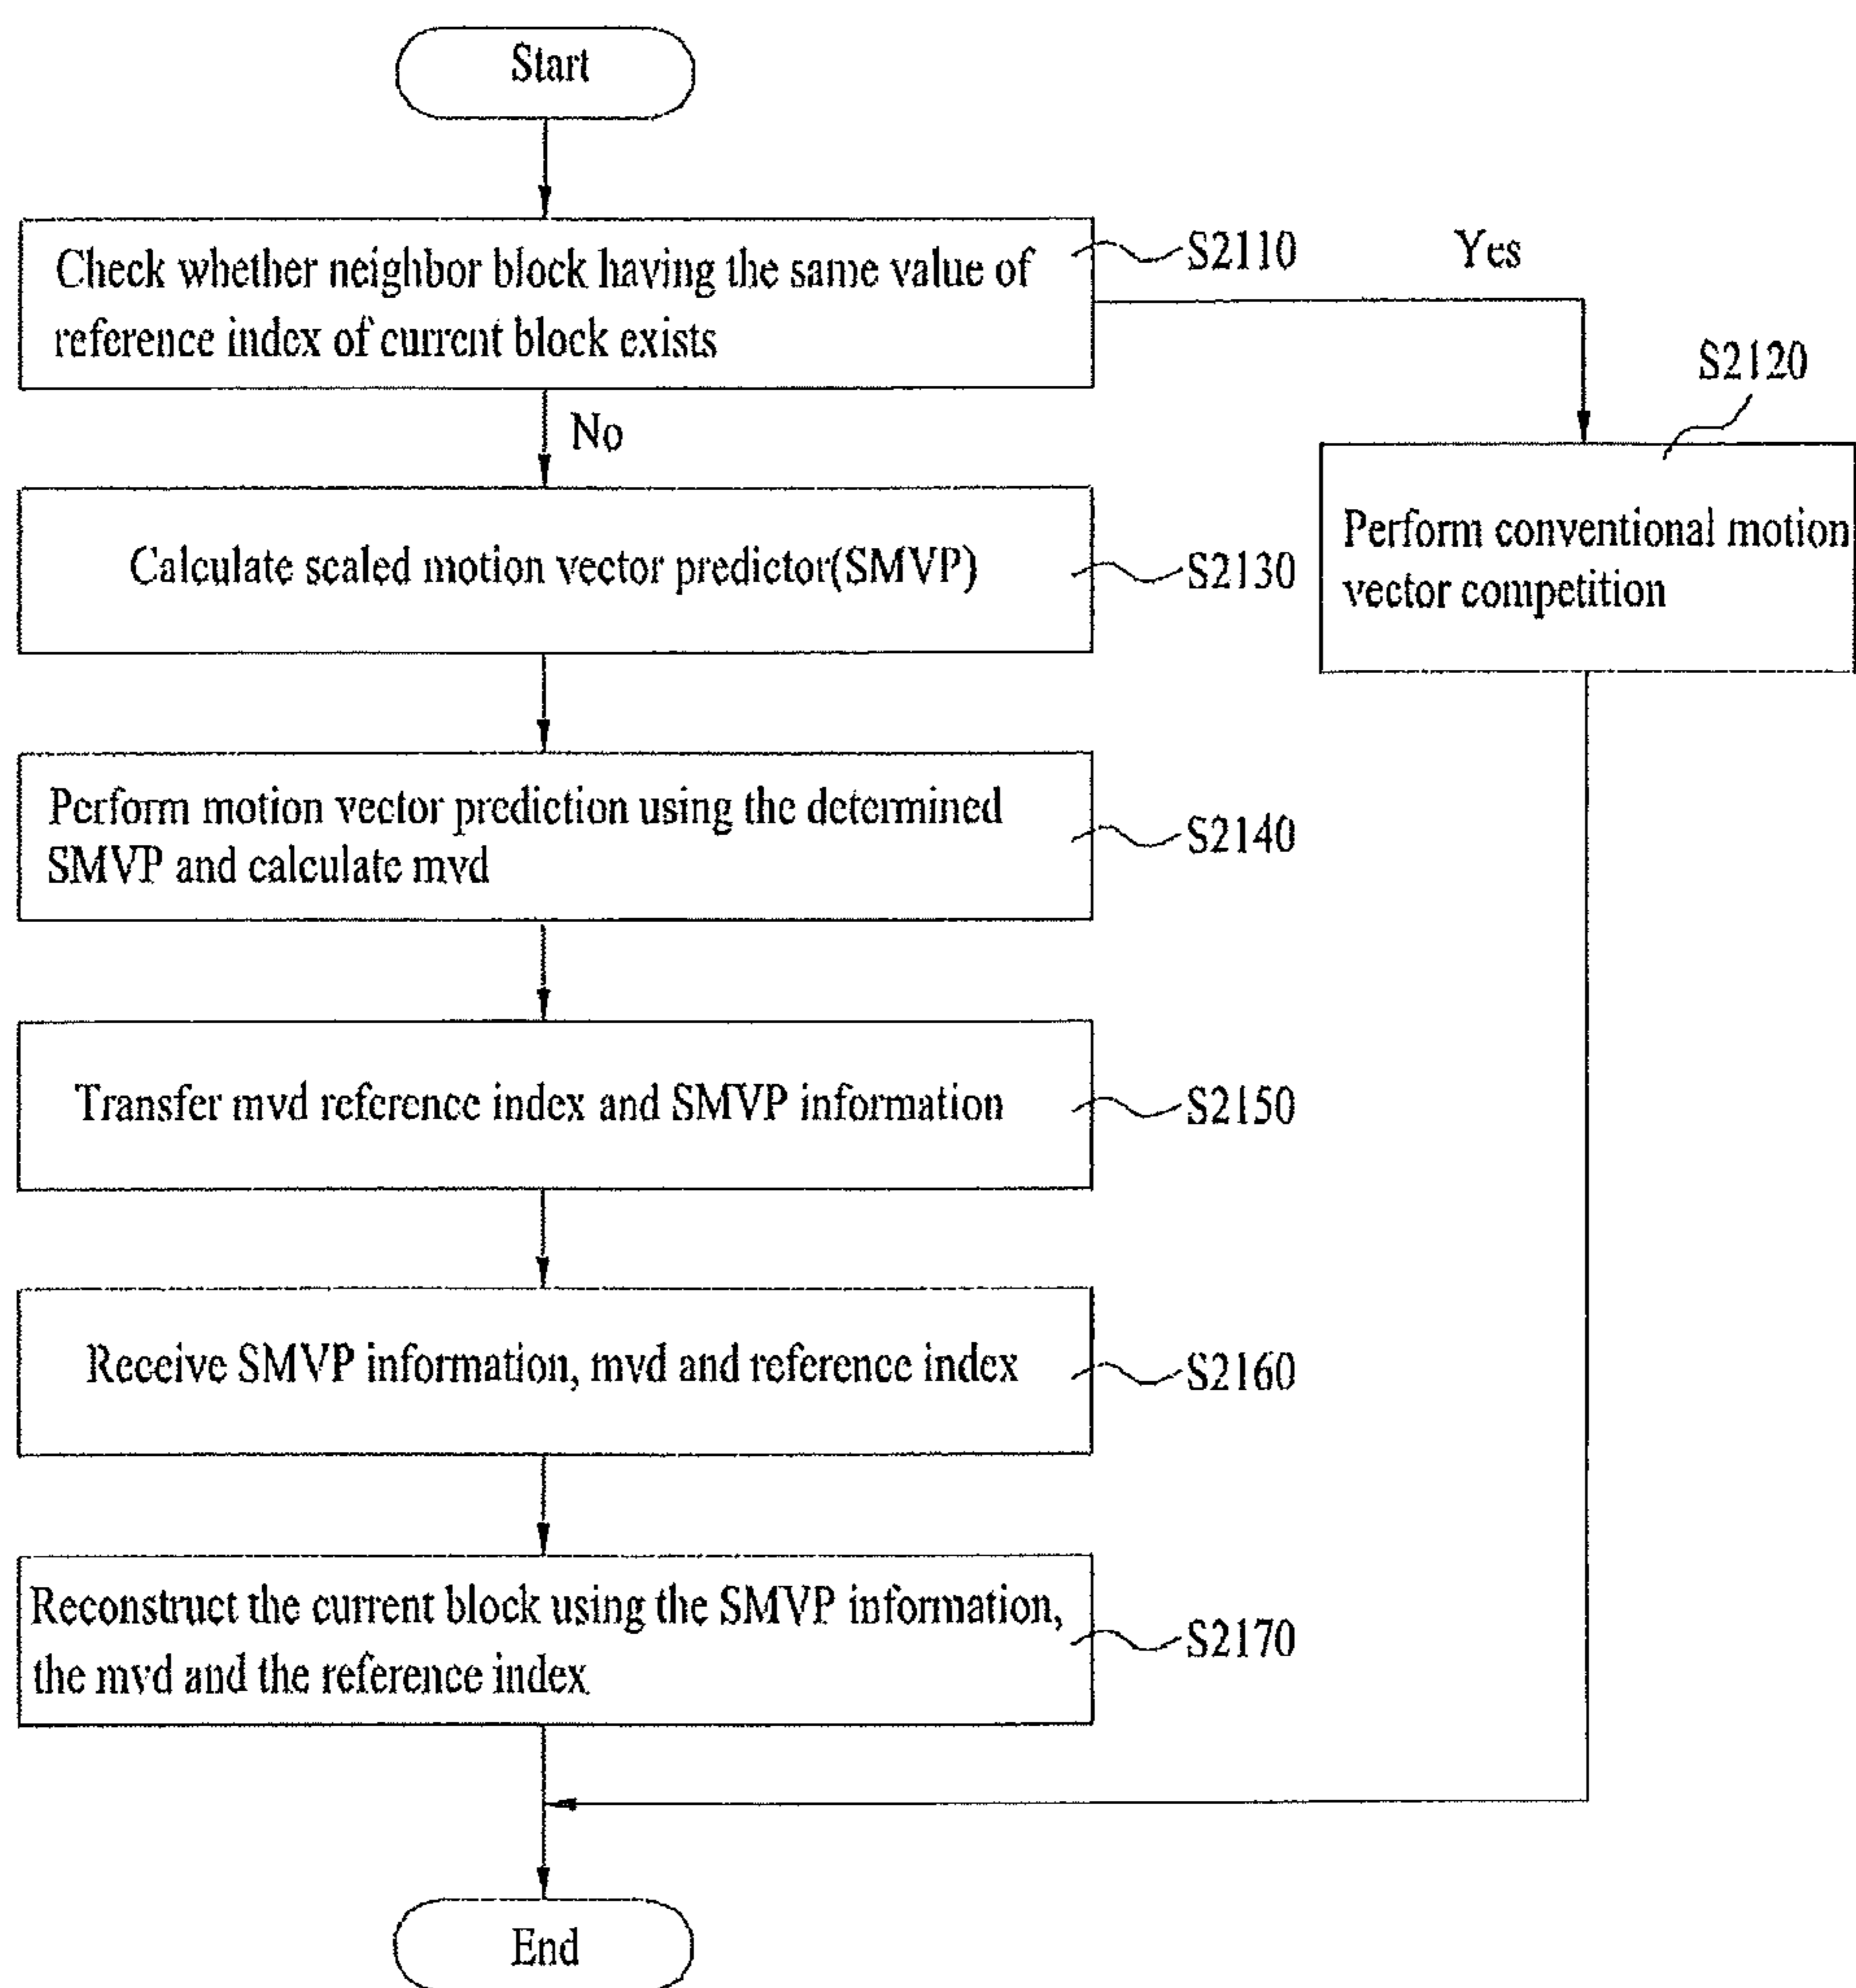 Start
Check whether neighbor block having the same value of
reference index of current block exists
S2110
Yes
No
S2120
Perform conventional motion
vector competition
Calculate scaled motion vector predictor(SMVP)
S2130
Perform motion vector prediction using the determined
SMVP and calculate mvd
S2140
Transfer mvd reference index and SMVP information
S2150
Receive SMVP information, mvd and reference index
S2160
Reconstruct the current block using the SMVP information,
the mvd and the reference index
S2170
End